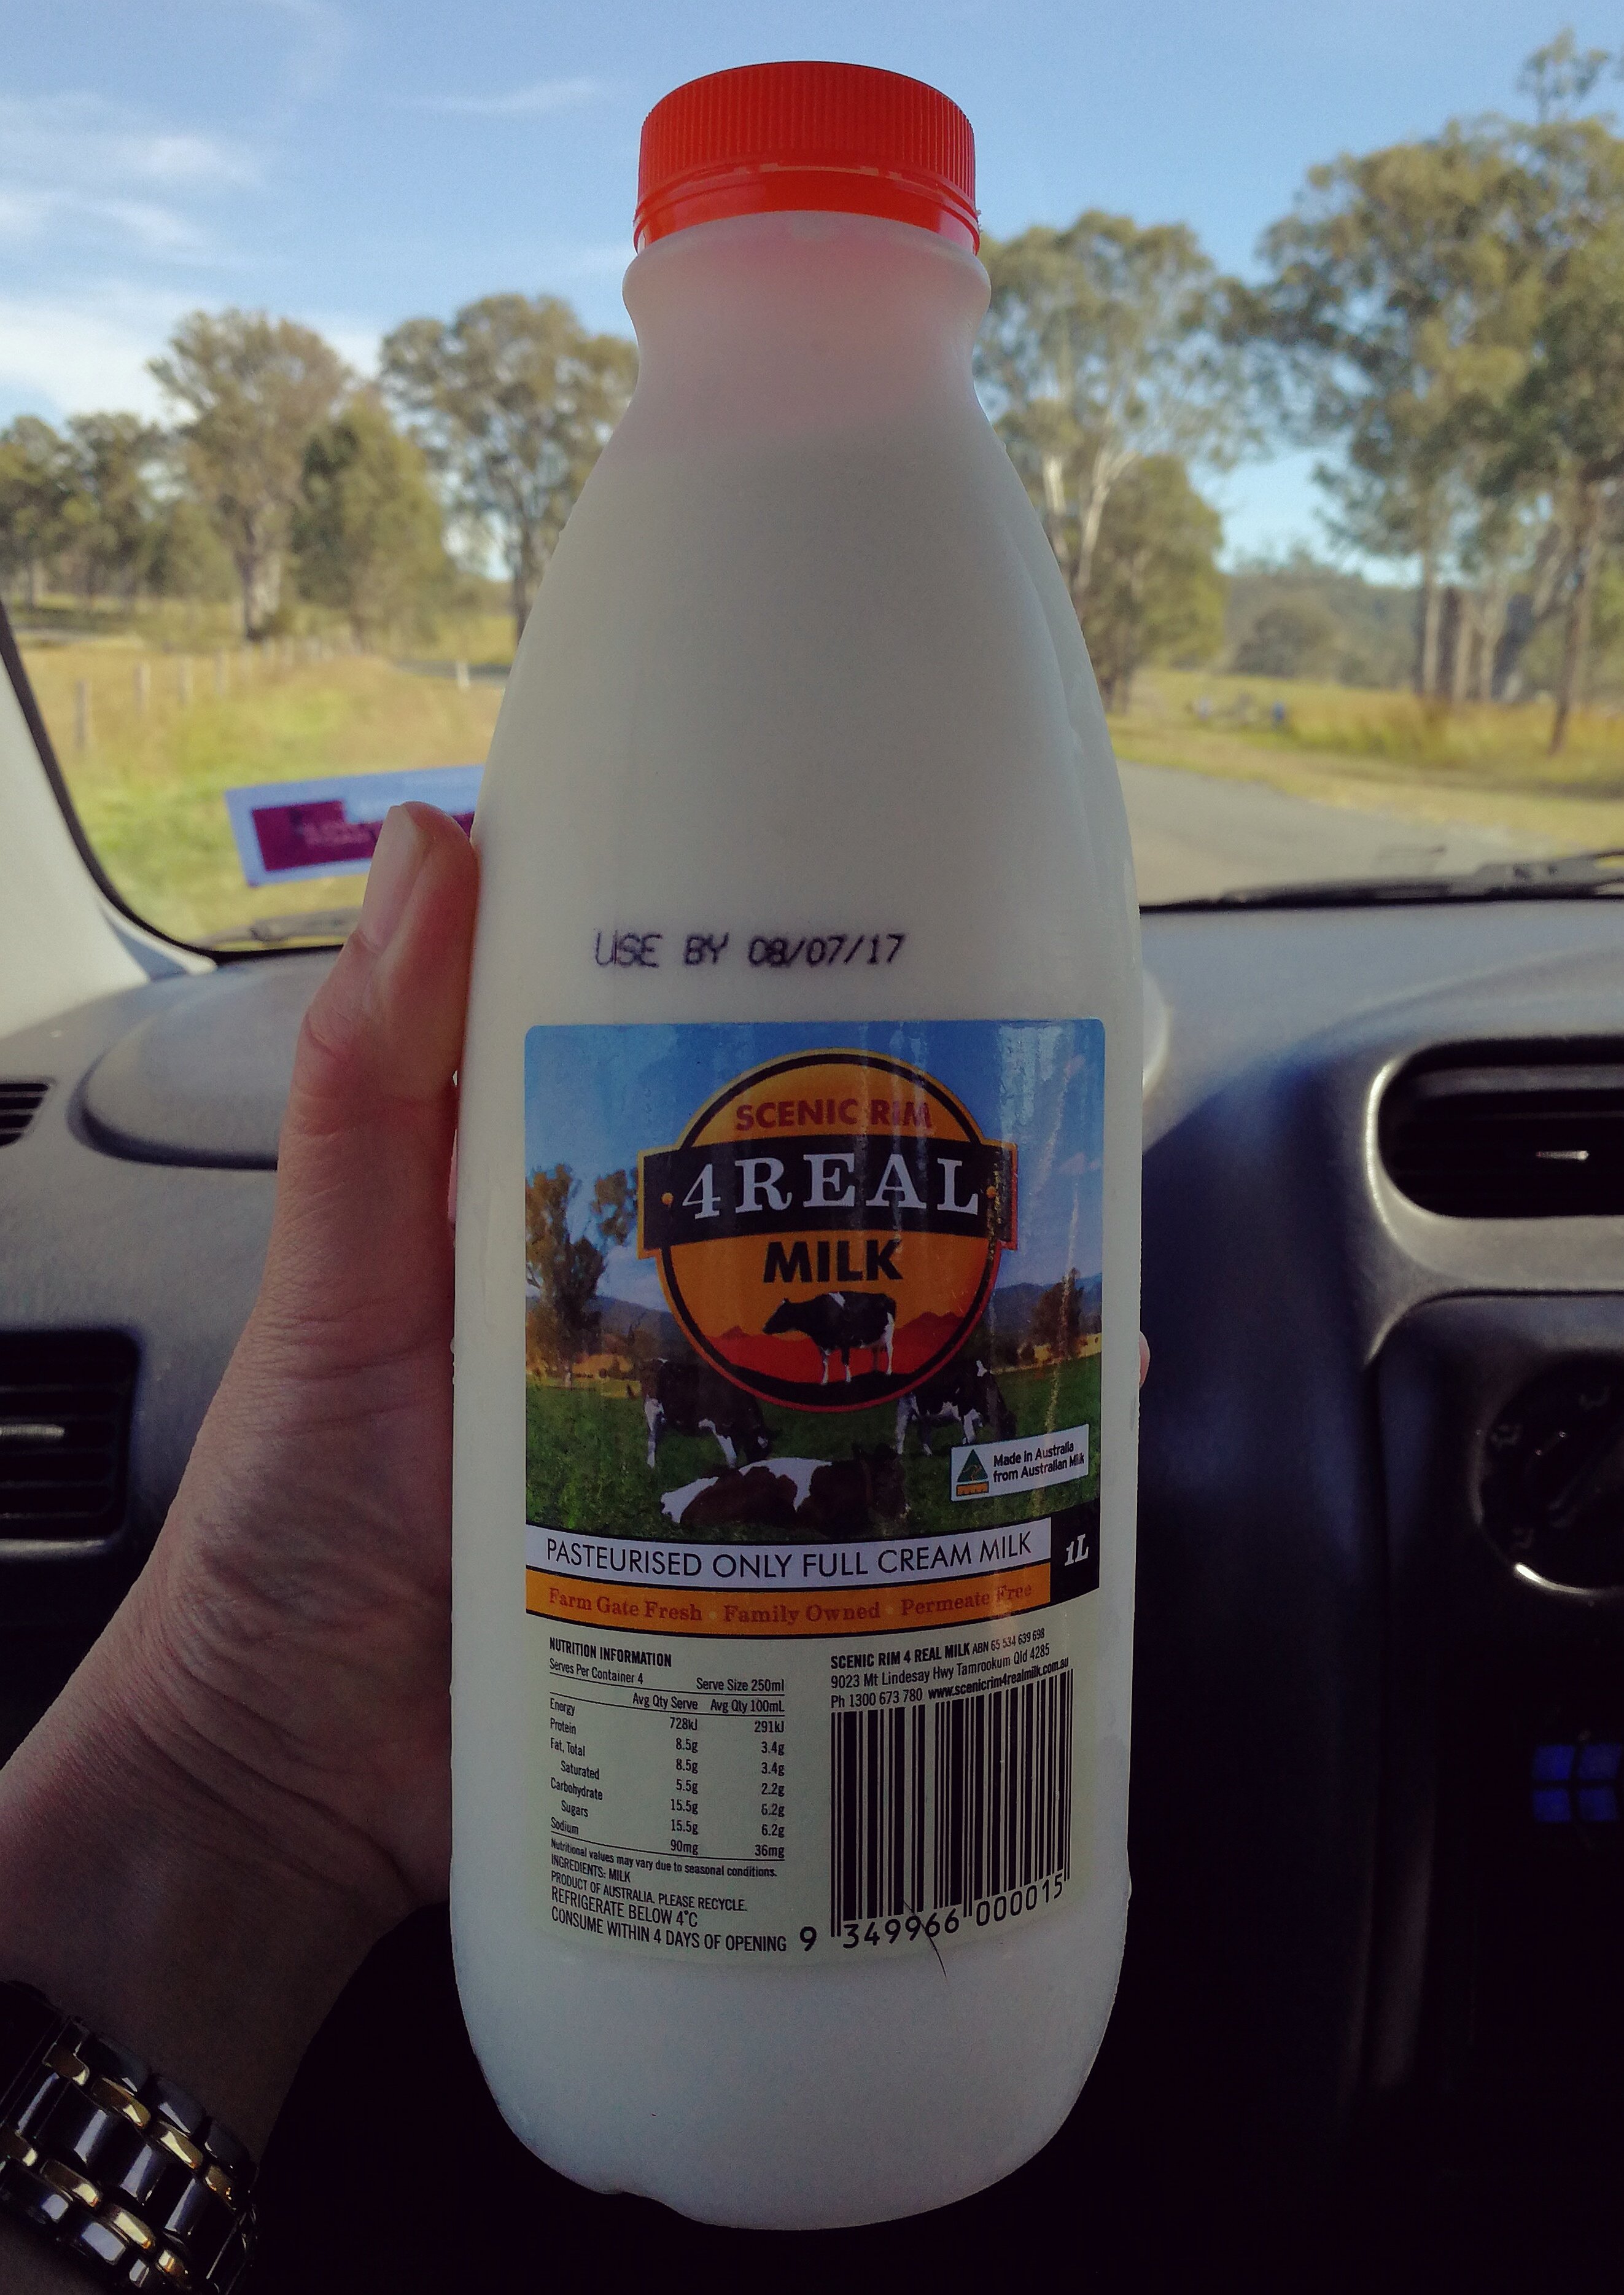 USE BY 08/07/17
SCENIC RIM
4REAL
MILK
Made in Australia
from Australian Milk
PASTEURISED ONLY FULL CREAM MILK
1L
Farm Gate Fresh · Family Owned · Permeate Free
NUTRITION INFORMATION
Serves Per Container 4 Serve Size 250ml
Avg Qty Serve Avg Qty 100mL
Energy 728kJ 291kJ
Protein 8.5g 3.4g
Fat, Total 8.5g 3.4g
Saturated 5.5g 2.2g
Carbohydrate 15.5g 6.2g
Sugars 15.5g 6.2g
Sodium 90mg 36mg
Nutritional values may vary due to seasonal conditions.
INGREDIENTS: MILK
PRODUCT OF AUSTRALIA. PLEASE RECYCLE.
REFRIGERATE BELOW 4°C
CONSUME WITHIN 4 DAYS OF OPENING
SCENIC RIM 4 REAL MILK ABN 65 534 639 698
9023 Mt Lindesay Hwy Tamrookum Qld 4285
Ph 1300 673 780 www.scenicrim4realmilk.com.au
9 349966 000015